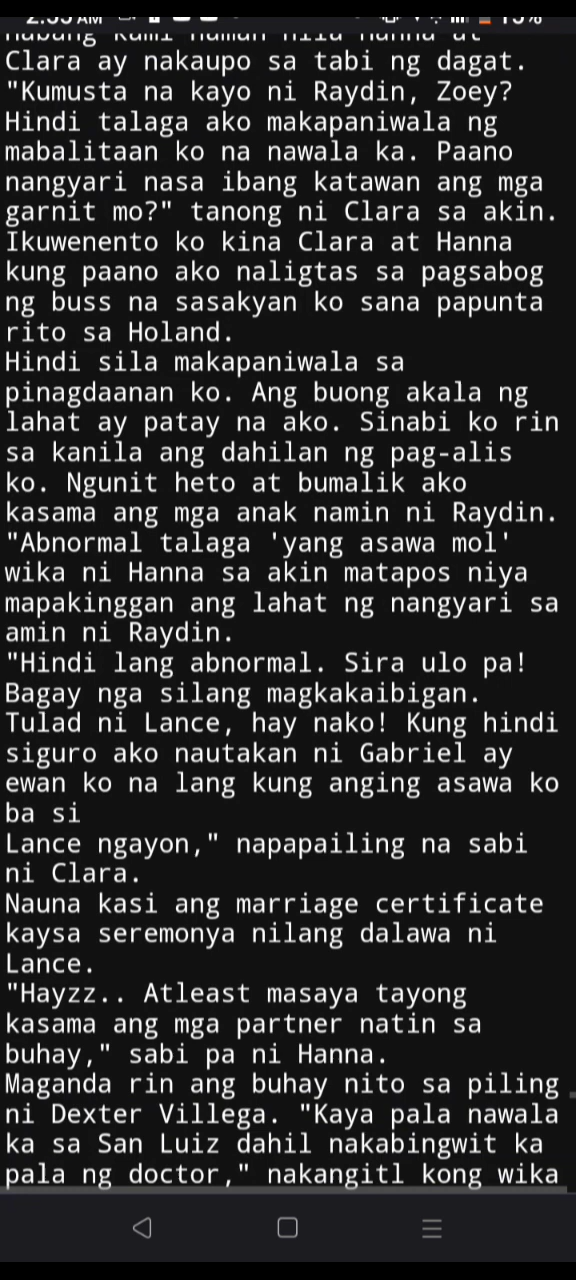 Clara ay nakaupo sa tabi ng dagat.
"Kumusta na kayo ni Raydin, Zoey?
Hindi talaga ako makapaniwala ng
mabalitaan ko na nawala ka. Paano
nangyari nasa ibang katawan ang mga
garnit mo?" tanong ni Clara sa akin.
Ikuwenento ko kina Clara at Hanna
kung paano ako naligtas sa pagsabog
ng buss na sasakyan ko sana papunta
rito sa Holand.
Hindi sila makapaniwala sa
pinagdaanan ko. Ang buong akala ng
lahat ay patay na ako. Sinabi ko rin
sa kanila ang dahilan ng pag-alis
ko. Ngunit heto at bumalik ako
kasama ang mga anak namin ni Raydin.
"Abnormal talaga 'yang asawa mol'
wika ni Hanna sa akin matapos niya
mapakinggan ang lahat ng nangyari sa
amin ni Raydin.
"Hindi lang abnormal. Sira ulo pa!
Bagay nga silang magkakaibigan.
Tulad ni Lance, hay nako! Kung hindi
siguro ako nautakan ni Gabriel ay
ewan ko na lang kung anging asawa ko
ba si
Lance ngayon," napapailing na sabi
ni Clara.
Nauna kasi ang marriage certificate
kaysa seremonya nilang dalawa ni
Lance.
"Hayzz.. Atleast masaya tayong
kasama ang mga partner natin sa
buhay," sabi pa ni Hanna.
Maganda rin ang buhay nito sa piling
ni Dexter Villega. "Kaya pala nawala
ka sa San Luiz dahil nakabingwit ka
pala ng doctor," nakangitl kong wika